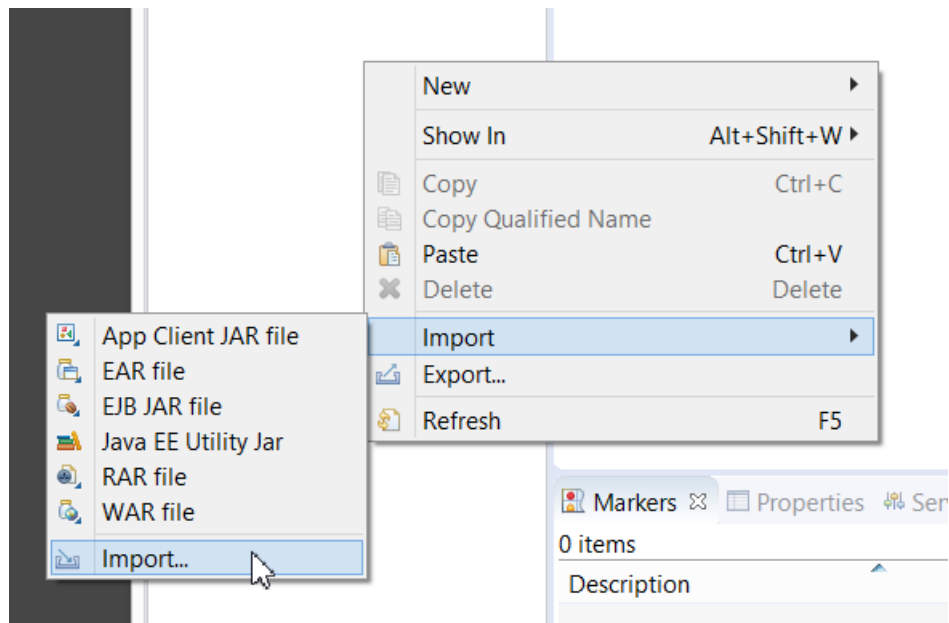 New
Show In Alt+Shift+W
Copy Ctrl+C
Copy Qualified Name
Paste Ctrl+V
Delete Delete
Import
Export...
Refresh F5
App Client JAR file
EAR file
EJB JAR file
Java EE Utility Jar
RAR file
WAR file
Import...
Markers Properties Ser
0 items
Description